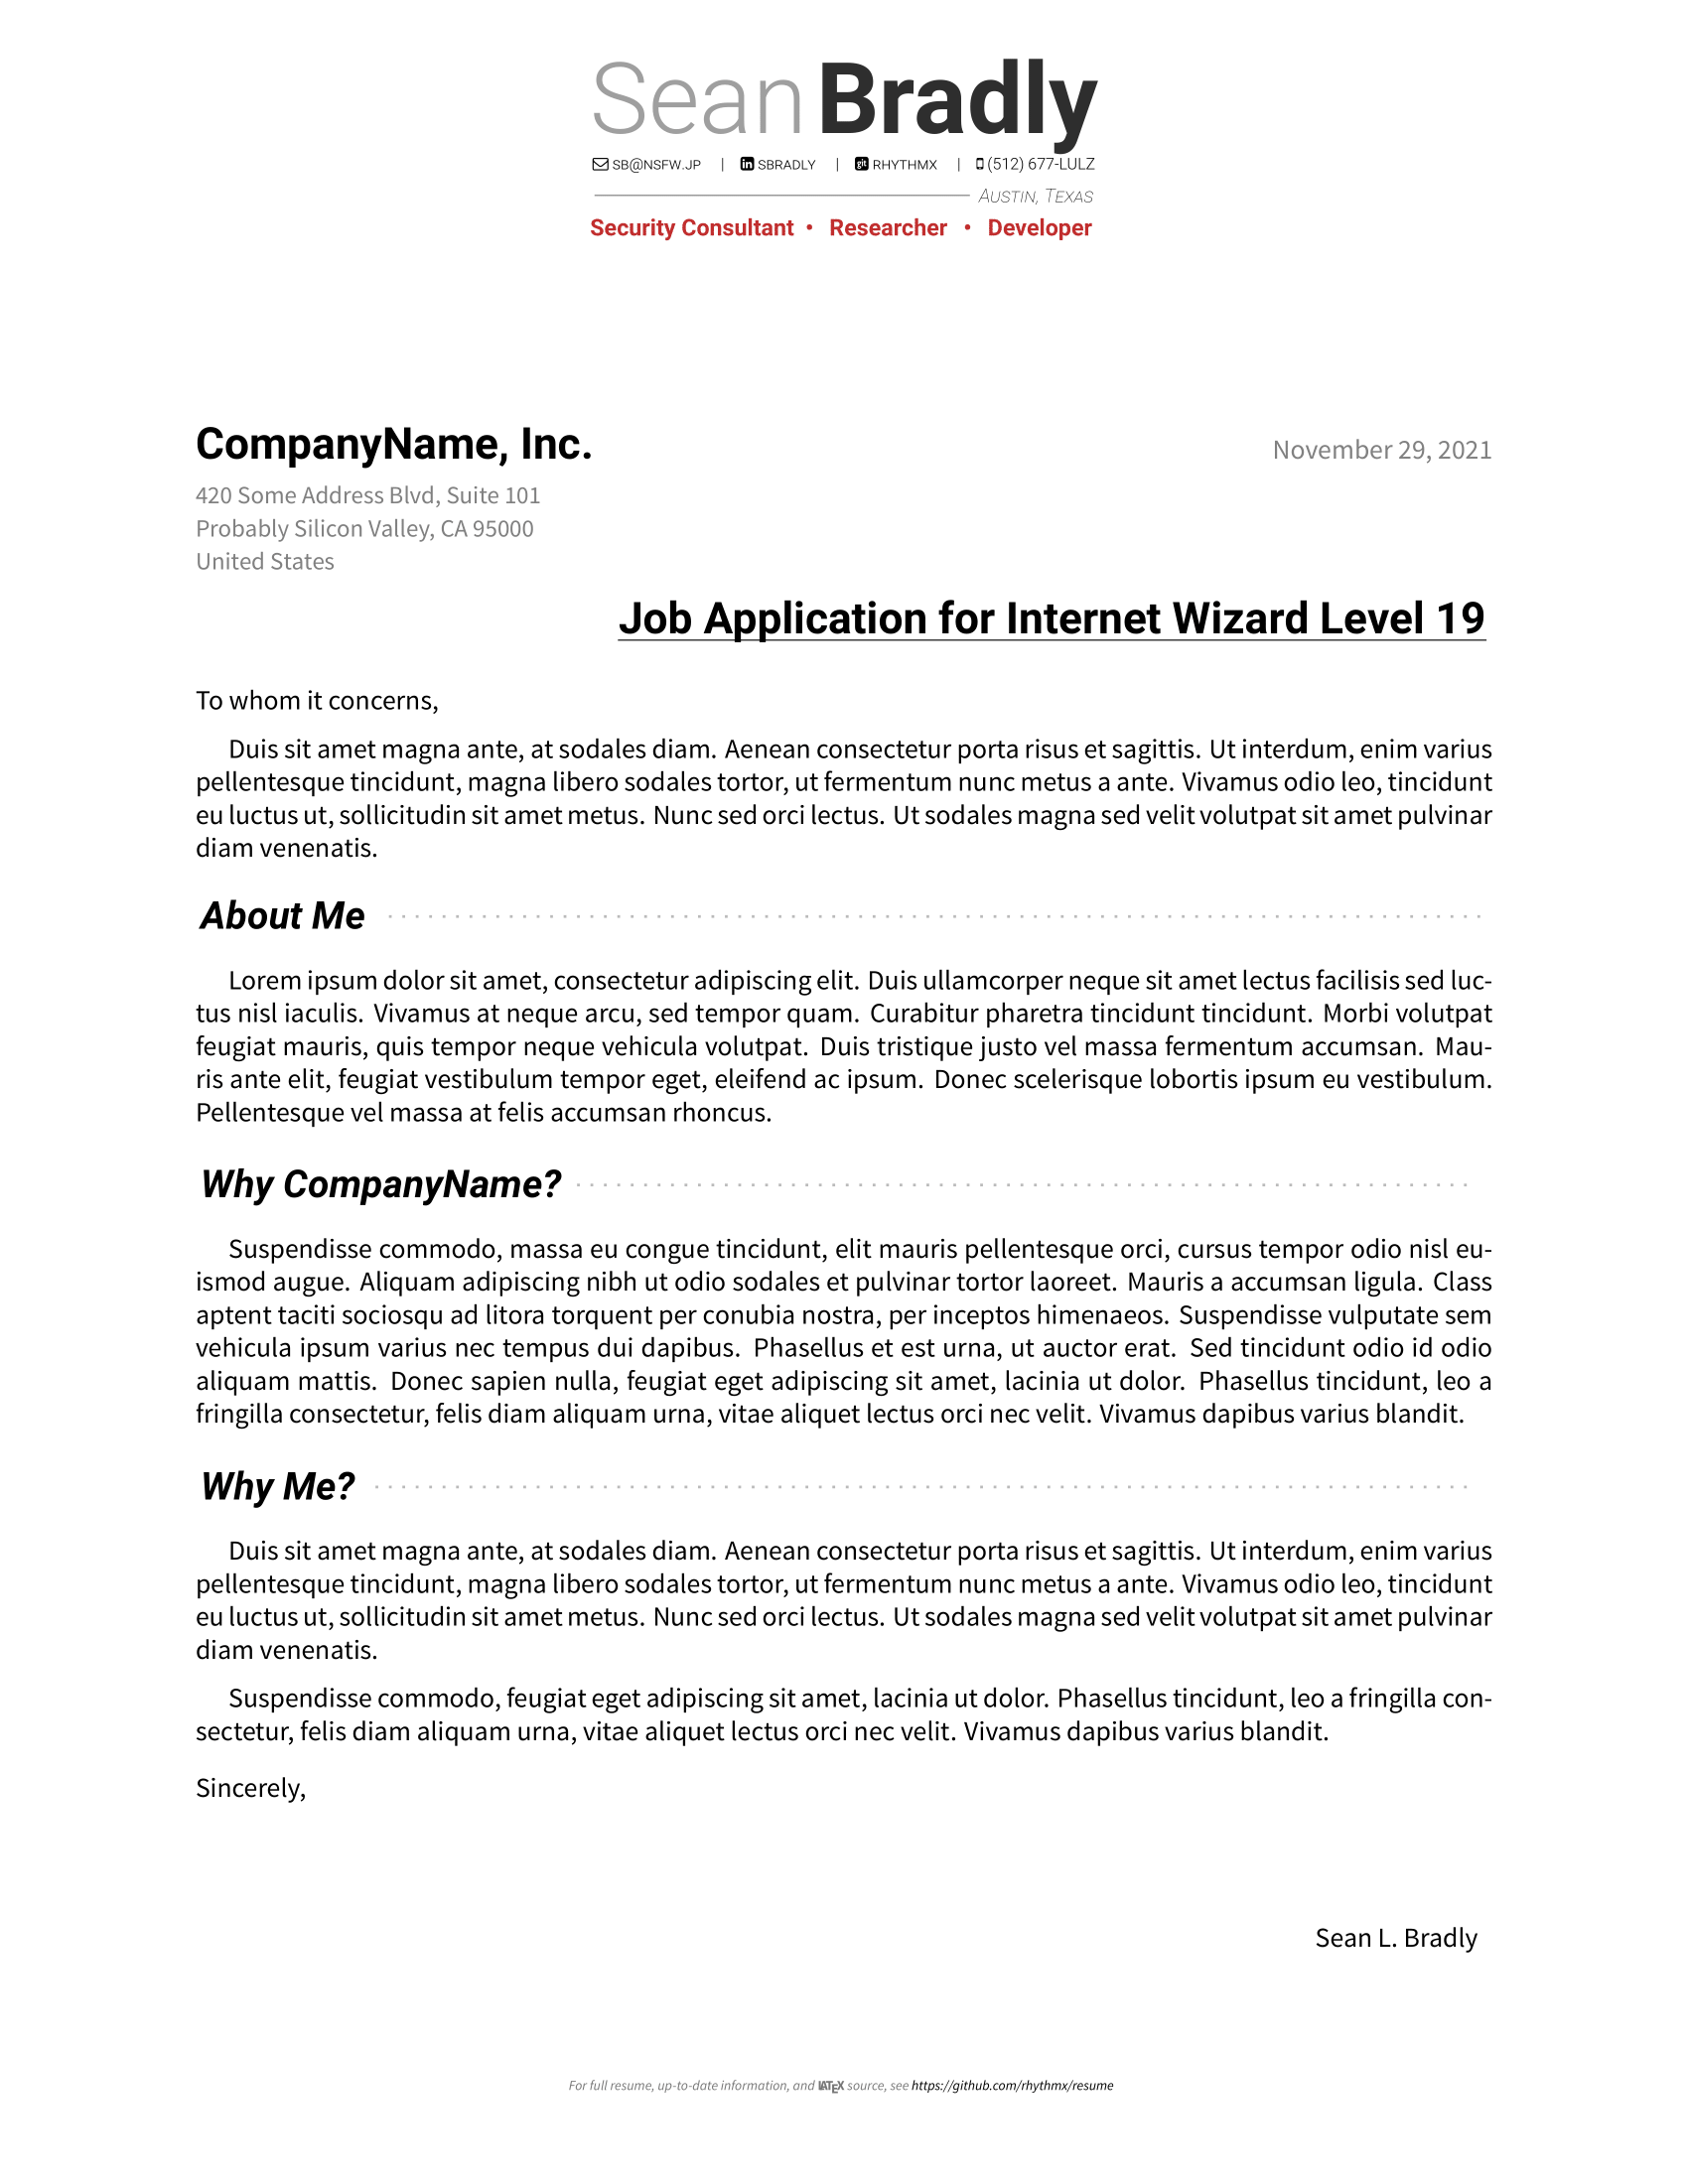 Sean Bradly
SB@NSFW.JP | SBRADLY | RHYTHMX | (512) 677-LULZ
Austin, Texas
Security Consultant • Researcher • Developer
CompanyName, Inc.
November 29, 2021
420 Some Address Blvd, Suite 101
Probably Silicon Valley, CA 95000
United States
Job Application for Internet Wizard Level 19
To whom it concerns,
Duis sit amet magna ante, at sodales diam. Aenean consectetur porta risus et sagittis. Ut interdum, enim varius
pellentesque tincidunt, magna libero sodales tortor, ut fermentum nunc metus a ante. Vivamus odio leo, tincidunt
eu luctus ut, sollicitudin sit amet metus. Nunc sed orci lectus. Ut sodales magna sed velit volutpat sit amet pulvinar
diam venenatis.
About Me
Lorem ipsum dolor sit amet, consectetur adipiscing elit. Duis ullamcorper neque sit amet lectus facilisis sed luc-
tus nisl iaculis. Vivamus at neque arcu, sed tempor quam. Curabitur pharetra tincidunt tincidunt. Morbi volutpat
feugiat mauris, quis tempor neque vehicula volutpat. Duis tristique justo vel massa fermentum accumsan. Mau-
ris ante elit, feugiat vestibulum tempor eget, eleifend ac ipsum. Donec scelerisque lobortis ipsum eu vestibulum.
Pellentesque vel massa at felis accumsan rhoncus.
Why CompanyName?
Suspendisse commodo, massa eu congue tincidunt, elit mauris pellentesque orci, cursus tempor odio nisl eu-
ismod augue. Aliquam adipiscing nibh ut odio sodales et pulvinar tortor laoreet. Mauris a accumsan ligula. Class
aptent taciti sociosqu ad litora torquent per conubia nostra, per inceptos himenaeos. Suspendisse vulputate sem
vehicula ipsum varius nec tempus dui dapibus. Phasellus et est urna, ut auctor erat. Sed tincidunt odio id odio
aliquam mattis. Donec sapien nulla, feugiat eget adipiscing sit amet, lacinia ut dolor. Phasellus tincidunt, leo a
fringilla consectetur, felis diam aliquam urna, vitae aliquet lectus orci nec velit. Vivamus dapibus varius blandit.
Why Me?
Duis sit amet magna ante, at sodales diam. Aenean consectetur porta risus et sagittis. Ut interdum, enim varius
pellentesque tincidunt, magna libero sodales tortor, ut fermentum nunc metus a ante. Vivamus odio leo, tincidunt
eu luctus ut, sollicitudin sit amet metus. Nunc sed orci lectus. Ut sodales magna sed velit volutpat sit amet pulvinar
diam venenatis.
Suspendisse commodo, feugiat eget adipiscing sit amet, lacinia ut dolor. Phasellus tincidunt, leo a fringilla con-
sectetur, felis diam aliquam urna, vitae aliquet lectus orci nec velit. Vivamus dapibus varius blandit.
Sincerely,
Sean L. Bradly
For full resume, up-to-date information, and LATEX source, see https://github.com/rhythmx/resume